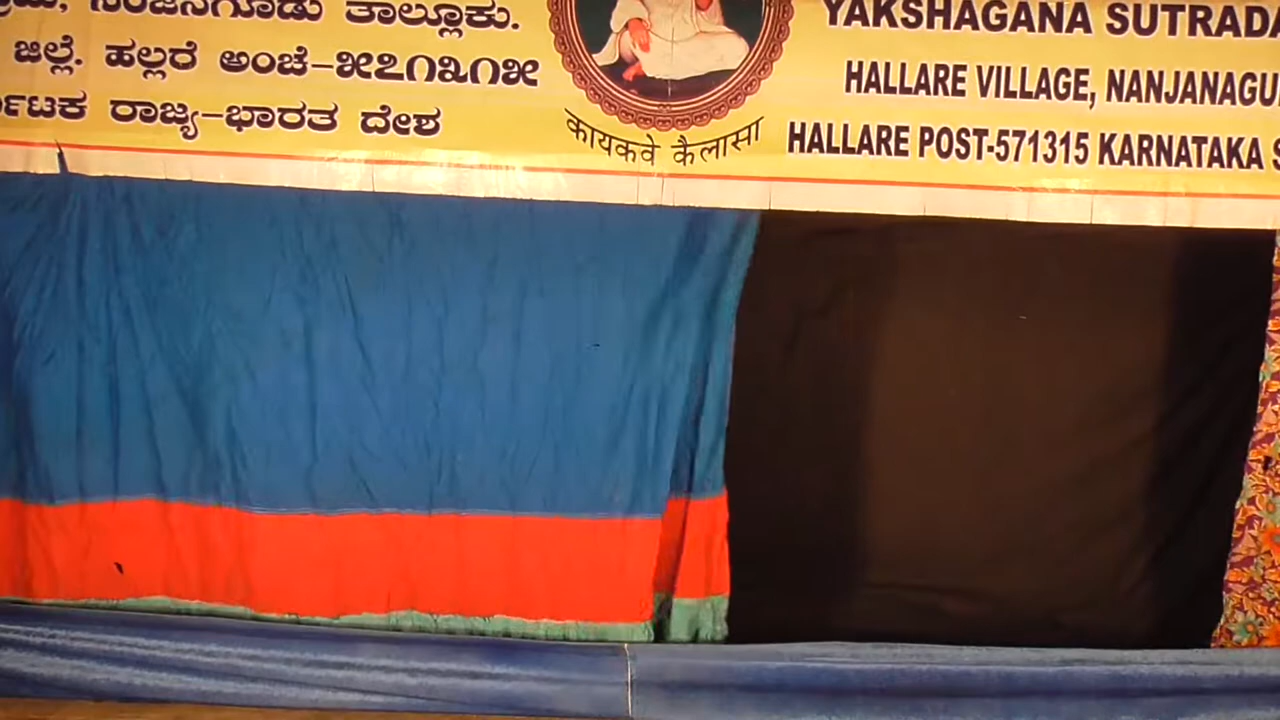 ನಂಜನಗೂಡು ತಾಲ್ಲೂಕು.
ಜಿಲ್ಲೆ. ಹಲ್ಲರೆ ಅಂಚೆ-೫೭೧೩೧೫
ರಾಜ್ಯ-ಭಾರತ ದೇಶ
कायकवे कैलासा
YAKSHAGANA SUTRADA
HALLARE VILLAGE, NANJANAGU
HALLARE POST-571315 KARNATAKA S